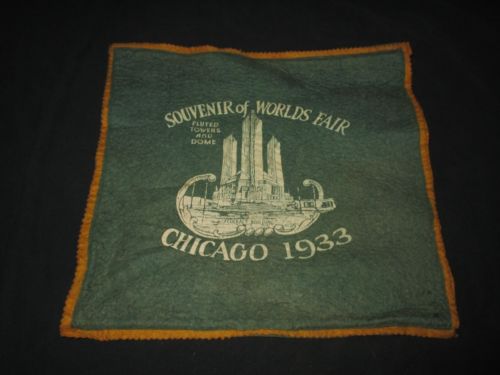 SOUVENIR of WORLDS FAIR
FLUTED
TOWERS
AND
DOME
CHICAGO 1933